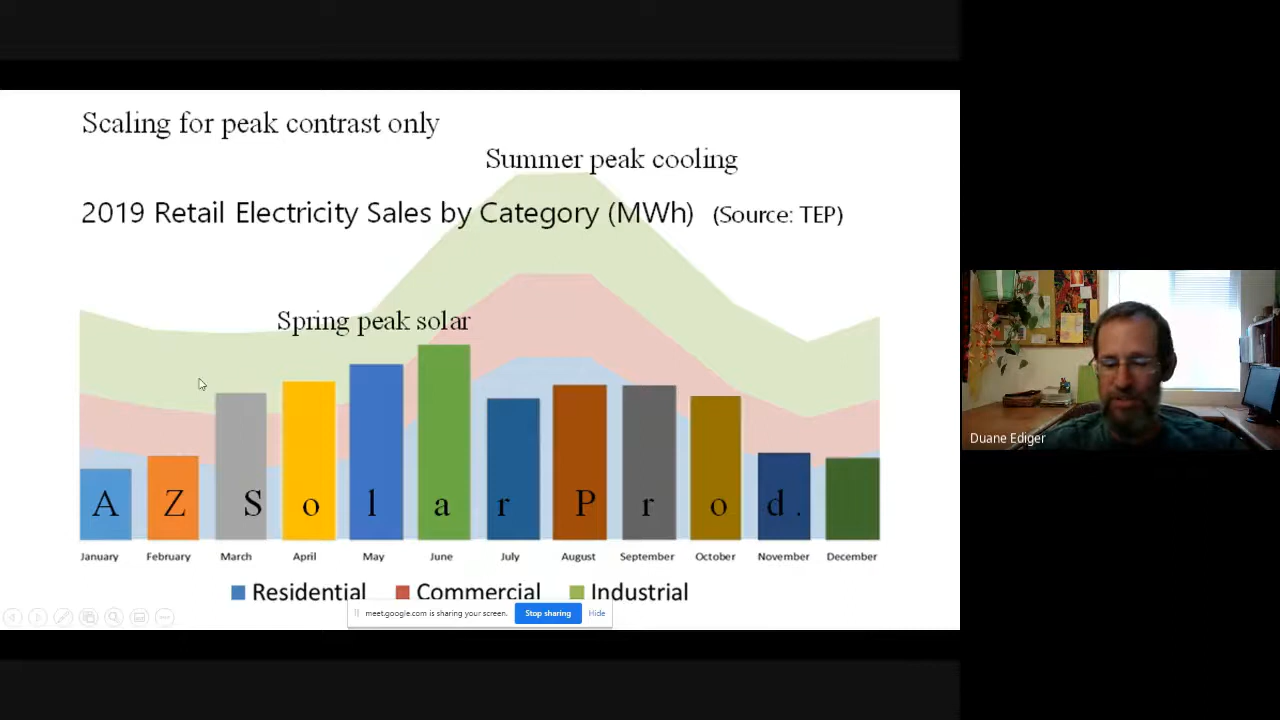 Scaling for peak contrast only
Summer peak cooling
2019 Retail Electricity Sales by Category (MWh) (Source: TEP)
Spring peak solar
A Z S o l a r P r o d .
January February March April May June July August September October November December
Residential Commercial Industrial
meet.google.com is sharing your screen. Stop sharing Hide
Duane Ediger